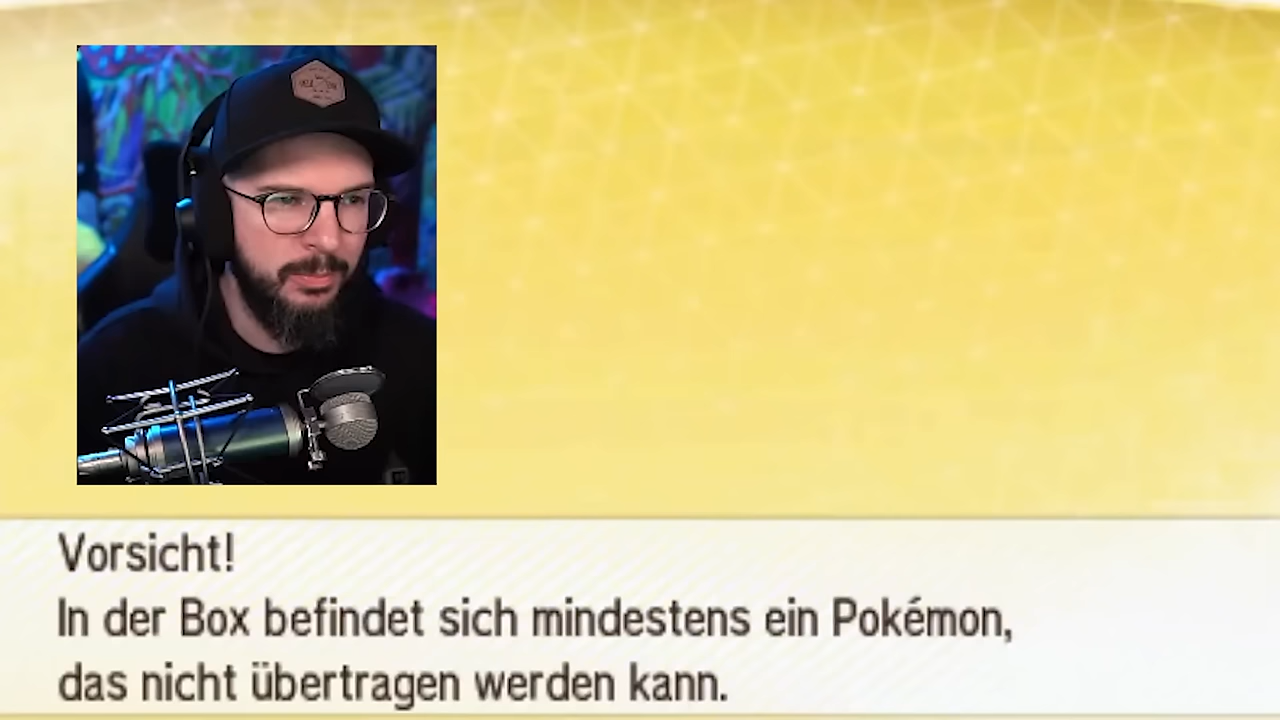 Vorsicht!
In der Box befindet sich mindestens ein Pokémon,
das nicht übertragen werden kann.